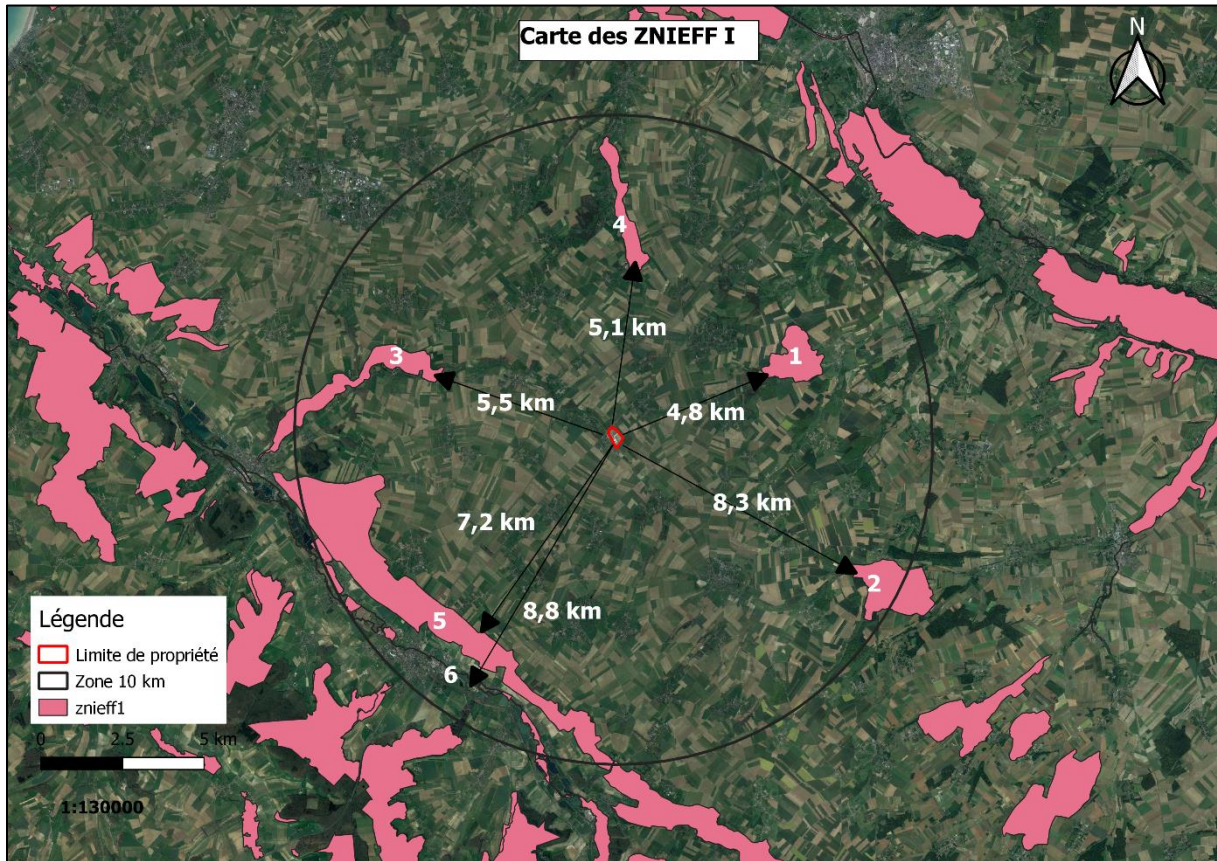 Carte des ZNIEFF I
N
4
5,1 km
3
1
5,5 km
4,8 km
7,2 km
8,3 km
2
8,8 km
5
6
Légende
Limite de propriété
Zone 10 km
znieff1
0 2.5 5 km
1:130000